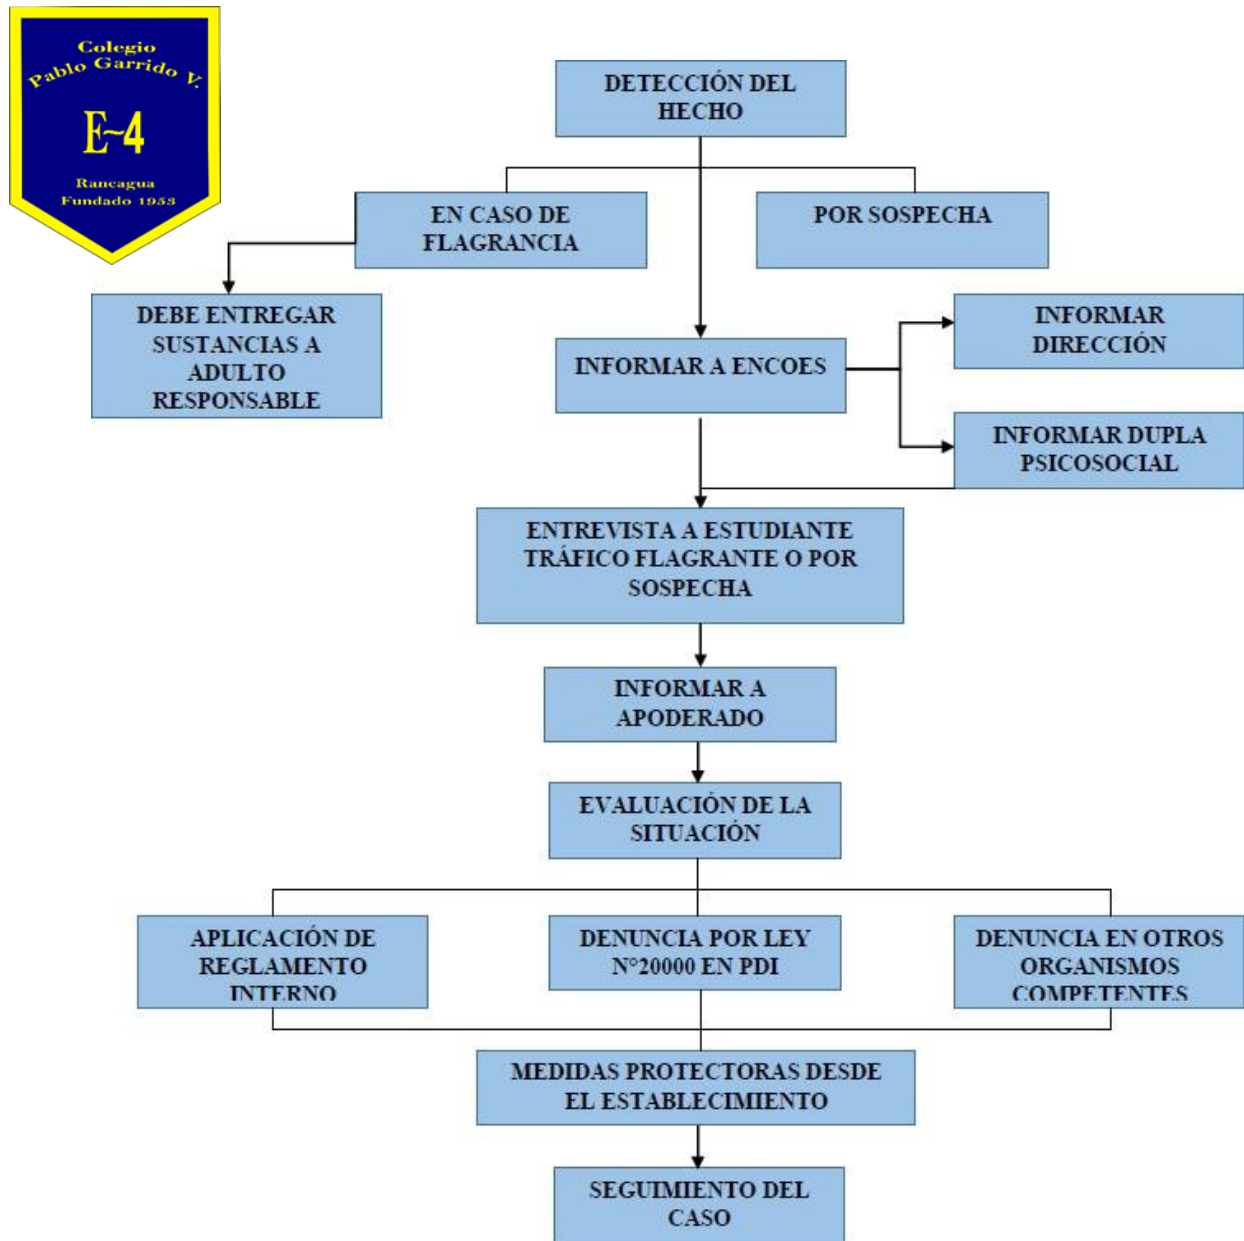 Colegio
Pablo Garrido V.
E~4
Rancagua
Fundado 1953
DETECCIÓN DEL
HECHO
EN CASO DE
FLAGRANCIA
POR SOSPECHA
DEBE ENTREGAR
SUSTANCIAS A
ADULTO
RESPONSABLE
INFORMAR A ENCOES
INFORMAR
DIRECCIÓN
INFORMAR DUPLA
PSICOSOCIAL
ENTREVISTA A ESTUDIANTE
TRÁFICO FLAGRANTE O POR
SOSPECHA
INFORMAR A
APODERADO
EVALUACIÓN DE LA
SITUACIÓN
APLICACIÓN DE
REGLAMENTO
INTERNO
DENUNCIA POR LEY
N°20000 EN PDI
DENUNCIA EN OTROS
ORGANISMOS
COMPETENTES
MEDIDAS PROTECTORAS DESDE
EL ESTABLECIMIENTO
SEGUIMIENTO DEL
CASO